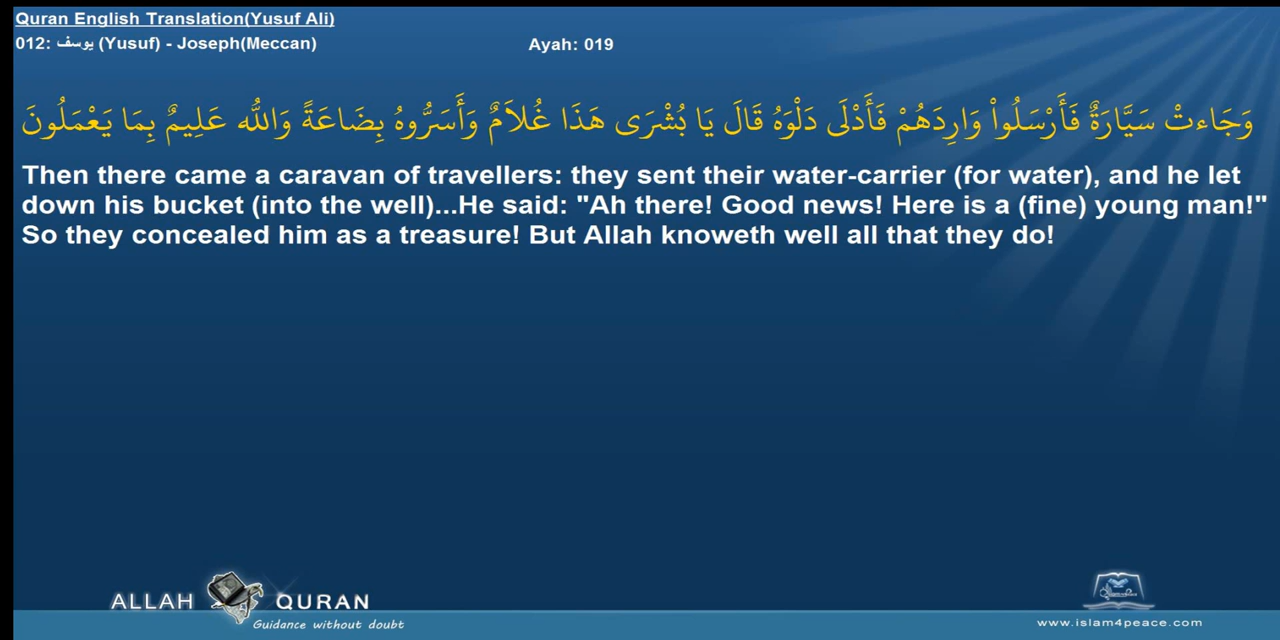 Quran English Translation(Yusuf Ali)
012: يوسف (Yusuf) - Joseph(Meccan)
Ayah: 019
وَجَاءتْ سَيَّارَةٌ فَأَرْسَلُواْ وَارِدَهُمْ فَأَدْلَى دَلْوَهُ قَالَ يَا بُشْرَى هَذَا غُلاَمٌ وَأَسَرُّوهُ بِضَاعَةً وَاللّهُ عَلِيمٌ بِمَا يَعْمَلُونَ
Then there came a caravan of travellers: they sent their water-carrier (for water), and he let
down his bucket (into the well)...He said: "Ah there! Good news! Here is a (fine) young man!"
So they concealed him as a treasure! But Allah knoweth well all that they do!
ALLAH QURAN
Guidance without doubt
www.islam4peace.com